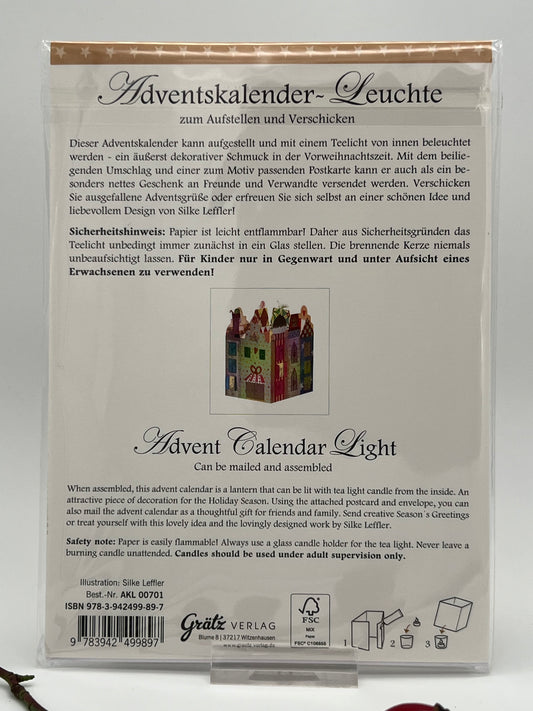 Adventskalender~ Leuchte
zum Aufstellen und Verschicken
Dieser Adventskalender kann aufgestellt und mit einem Teelicht von innen beleuchtet
werden - ein äußerst dekorativer Schmuck in der Vorweihnachtszeit. Mit dem beilie-
genden Umschlag und einer zum Motiv passenden Postkarte kann er auch als ein be-
sonders nettes Geschenk an Freunde und Verwandte versendet werden. Verschicken
Sie ausgefallene Adventsgrüße oder erfreuen Sie sich selbst an einer schönen Idee und
liebevollem Design von Silke Leffler!
Sicherheitshinweis: Papier ist leicht entflammbar! Daher aus Sicherheitsgründen das
Teelicht unbedingt immer zunächst in ein Glas stellen. Die brennende Kerze niemals
unbeaufsichtigt lassen. Für Kinder nur in Gegenwart und unter Aufsicht eines
Erwachsenen zu verwenden!
Advent Calendar Light
Can be mailed and assembled
When assembled, this advent calendar is a lantern that can be lit with tea light candle from the inside. An
attractive piece of decoration for the Holiday Season. Using the attached postcard and envelope, you can
also mail the advent calendar as a thoughtful gift for friends and family. Send creative Season´s Greetings
or treat yourself with this lovely idea and the lovingly designed work by Silke Leffler.
Safety note: Paper is easily flammable! Always use a glass candle holder for the tea light. Never leave a
burning candle unattended. Candles should be used under adult supervision only.
Illustration: Silke Leffler
Best.-Nr. AKL 00701
ISBN 978-3-942499-89-7
9 783942 499897
Grätz VERLAG
Blume 8 | 37217 Witzenhausen
www.graetz-verlag.de
FSC
MIX
Papier
FSC® C106855
1 2 3